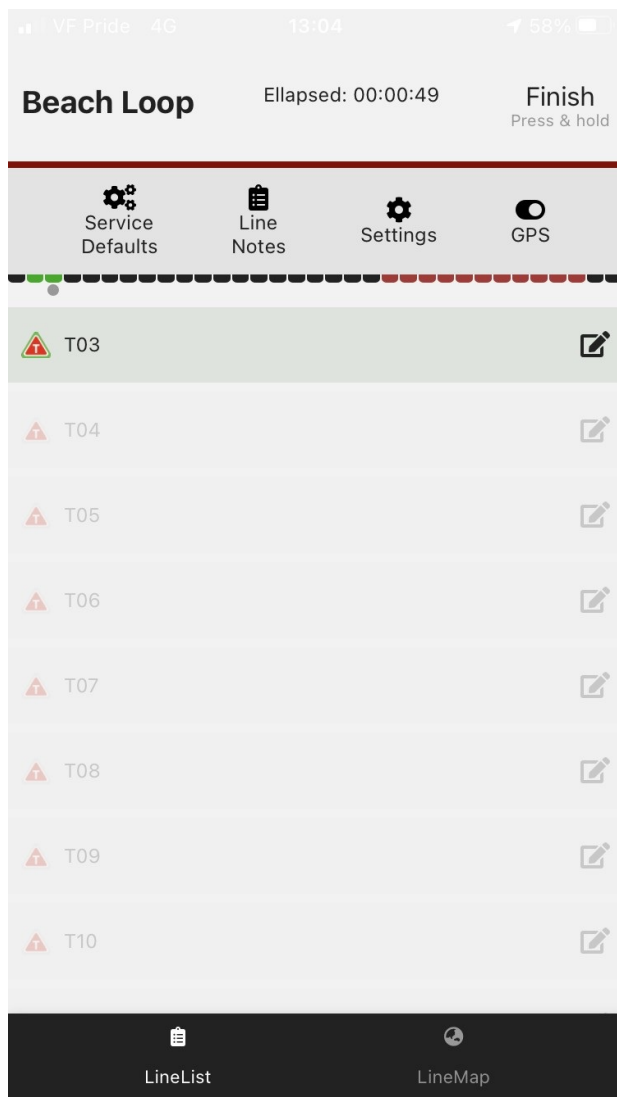 VF Pride 4G 13:04 58%
Beach Loop Ellapsed: 00:00:49 Finish
Press & hold
Service Defaults
Line Notes
Settings
GPS
T T03
T T04
T T05
T T06
T T07
T T08
T T09
T T10
LineList LineMap